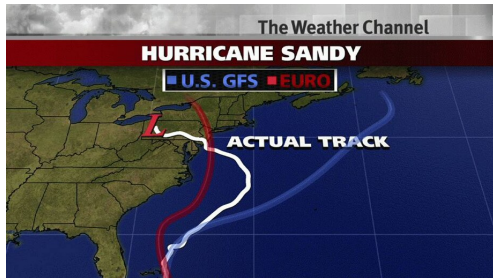 The Weather Channel
HURRICANE SANDY
U.S. GFS EURO
L
ACTUAL TRACK